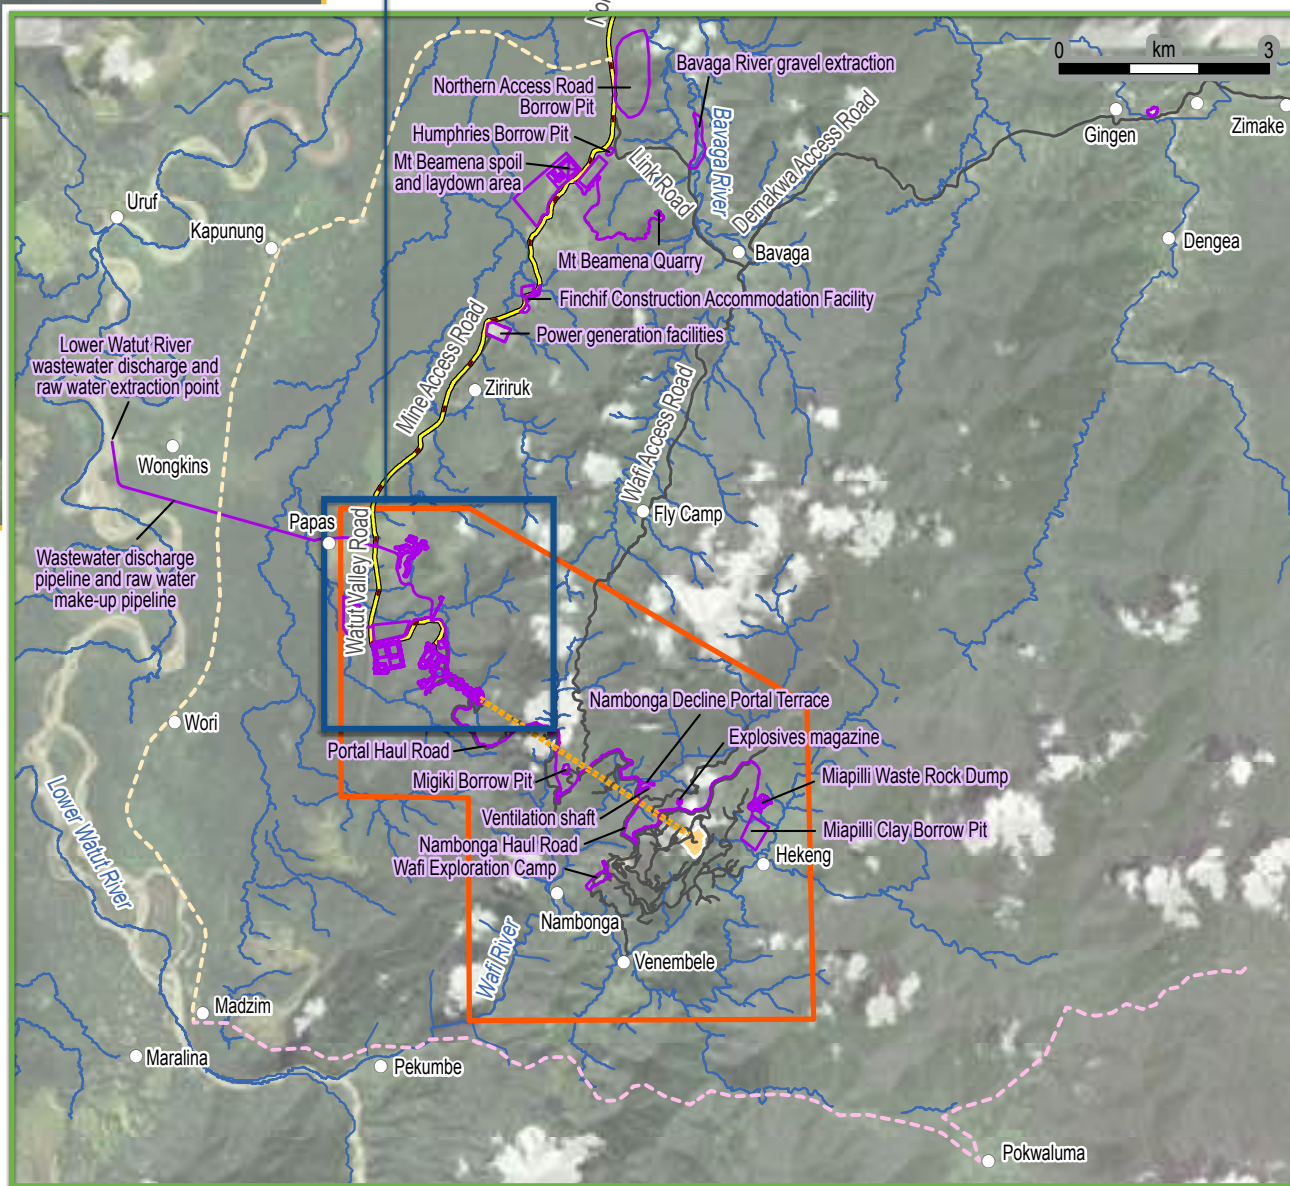 0 km 3
Bavaga River gravel extraction
Northern Access Road
Borrow Pit
Humphries Borrow Pit
Mt Beamena spoil
and laydown area
Link Road
Bavaga River
Demakwa Access Road
Gingen
Zimake
Uruf
Kapunung
Dengea
Bavaga
Mt Beamena Quarry
Finchif Construction Accommodation Facility
Power generation facilities
Mine Access Road
Lower Watut River
wastewater discharge and
raw water extraction point
Ziriruk
Wafi Access Road
Wongkins
Fly Camp
Papas
Watut Valley Road
Wastewater discharge
pipeline and raw water
make-up pipeline
Nambonga Decline Portal Terrace
Wori
Explosives magazine
Portal Haul Road
Migiki Borrow Pit
Miapilli Waste Rock Dump
Ventilation shaft
Miapilli Clay Borrow Pit
Nambonga Haul Road
Hekeng
Wafi Exploration Camp
Lower Watut River
Nambonga
Wafi River
Venembele
Madzim
Maralina
Pekumbe
Pokwaluma